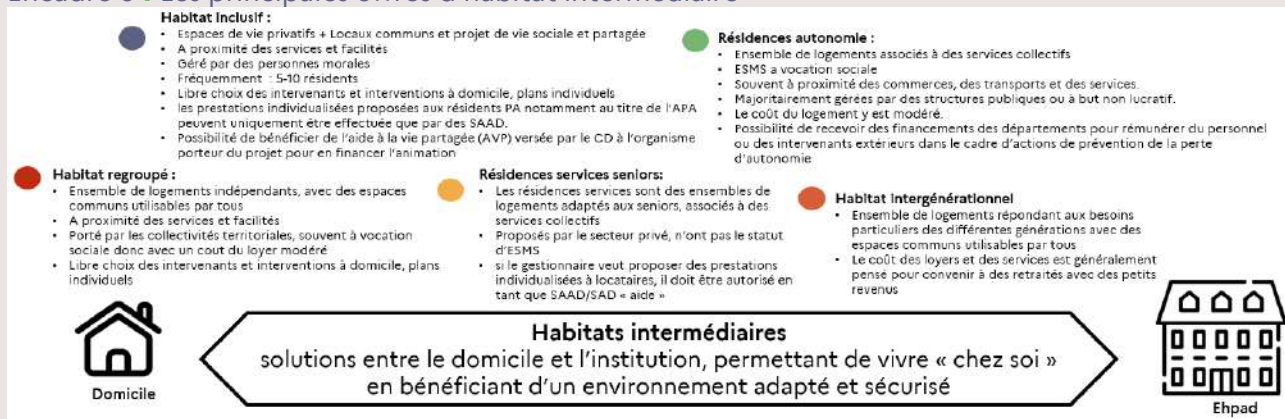 Encadré 6 • Les principales offres d'habitat intermédiaire
Habitat inclusif :
• Espaces de vie privatifs + Locaux communs et projet de vie sociale et partagée
• A proximité des services et facilités
• Géré par des personnes morales
• Fréquemment : 5-10 résidents
• Libre choix des intervenants et interventions à domicile, plans individuels
• les prestations individualisées proposées aux résidents PA notamment au titre de l'APA
peuvent uniquement être effectuée que par des SAAD.
• Possibilité de bénéficier de l'aide à la vie partagée (AVP) versée par le CD à l'organisme
porteur du projet pour en financer l'animation
Résidences autonomie :
• Ensemble de logements associés à des services collectifs
• ESMS a vocation sociale
• Souvent à proximité des commerces, des transports et des services.
• Majoritairement gérées par des structures publiques ou à but non lucratif.
• Le coût du logement y est modéré.
• Possibilité de recevoir des financements des départements pour rémunérer du personnel
ou des intervenants extérieurs dans le cadre d'actions de prévention de la perte
d'autonomie
Habitat regroupé :
• Ensemble de logements indépendants, avec des espaces
communs utilisables par tous
• A proximité des services et facilités
• Porté par les collectivités territoriales, souvent à vocation
sociale donc avec un cout du loyer modéré
• Libre choix des intervenants et interventions à domicile, plans
individuels
Résidences services seniors:
• Les résidences services sont des ensembles de
logements adaptés aux seniors, associés à des
services collectifs
• Proposés par le secteur privé, n'ont pas le statut
d'ESMS
• si le gestionnaire veut proposer des prestations
individualisées à locataires, il doit être autorisé en
tant que SAAD/SAD « aide »
Habitat intergénérationnel
• Ensemble de logements répondant aux besoins
particuliers des différentes générations avec des
espaces communs utilisables par tous
• Le coût des loyers et des services est généralement
pensé pour convenir à des retraités avec des petits
revenus
Habitats intermédiaires
solutions entre le domicile et l'institution, permettant de vivre « chez soi »
en bénéficiant d'un environnement adapté et sécurisé
Domicile
Ehpad